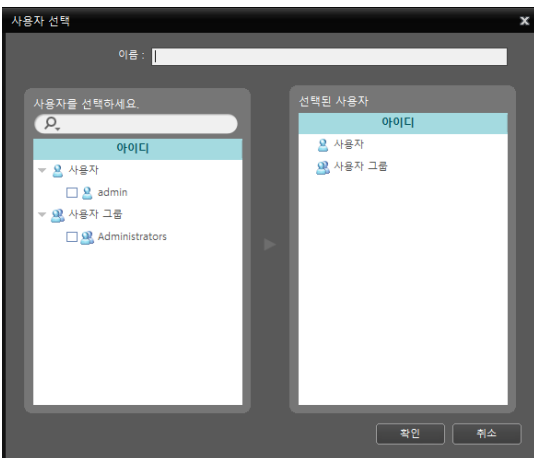 사용자 선택
이름 :
사용자를 선택하세요.
아이디
사용자
admin
사용자 그룹
Administrators
선택된 사용자
아이디
사용자
사용자 그룹
확인
취소